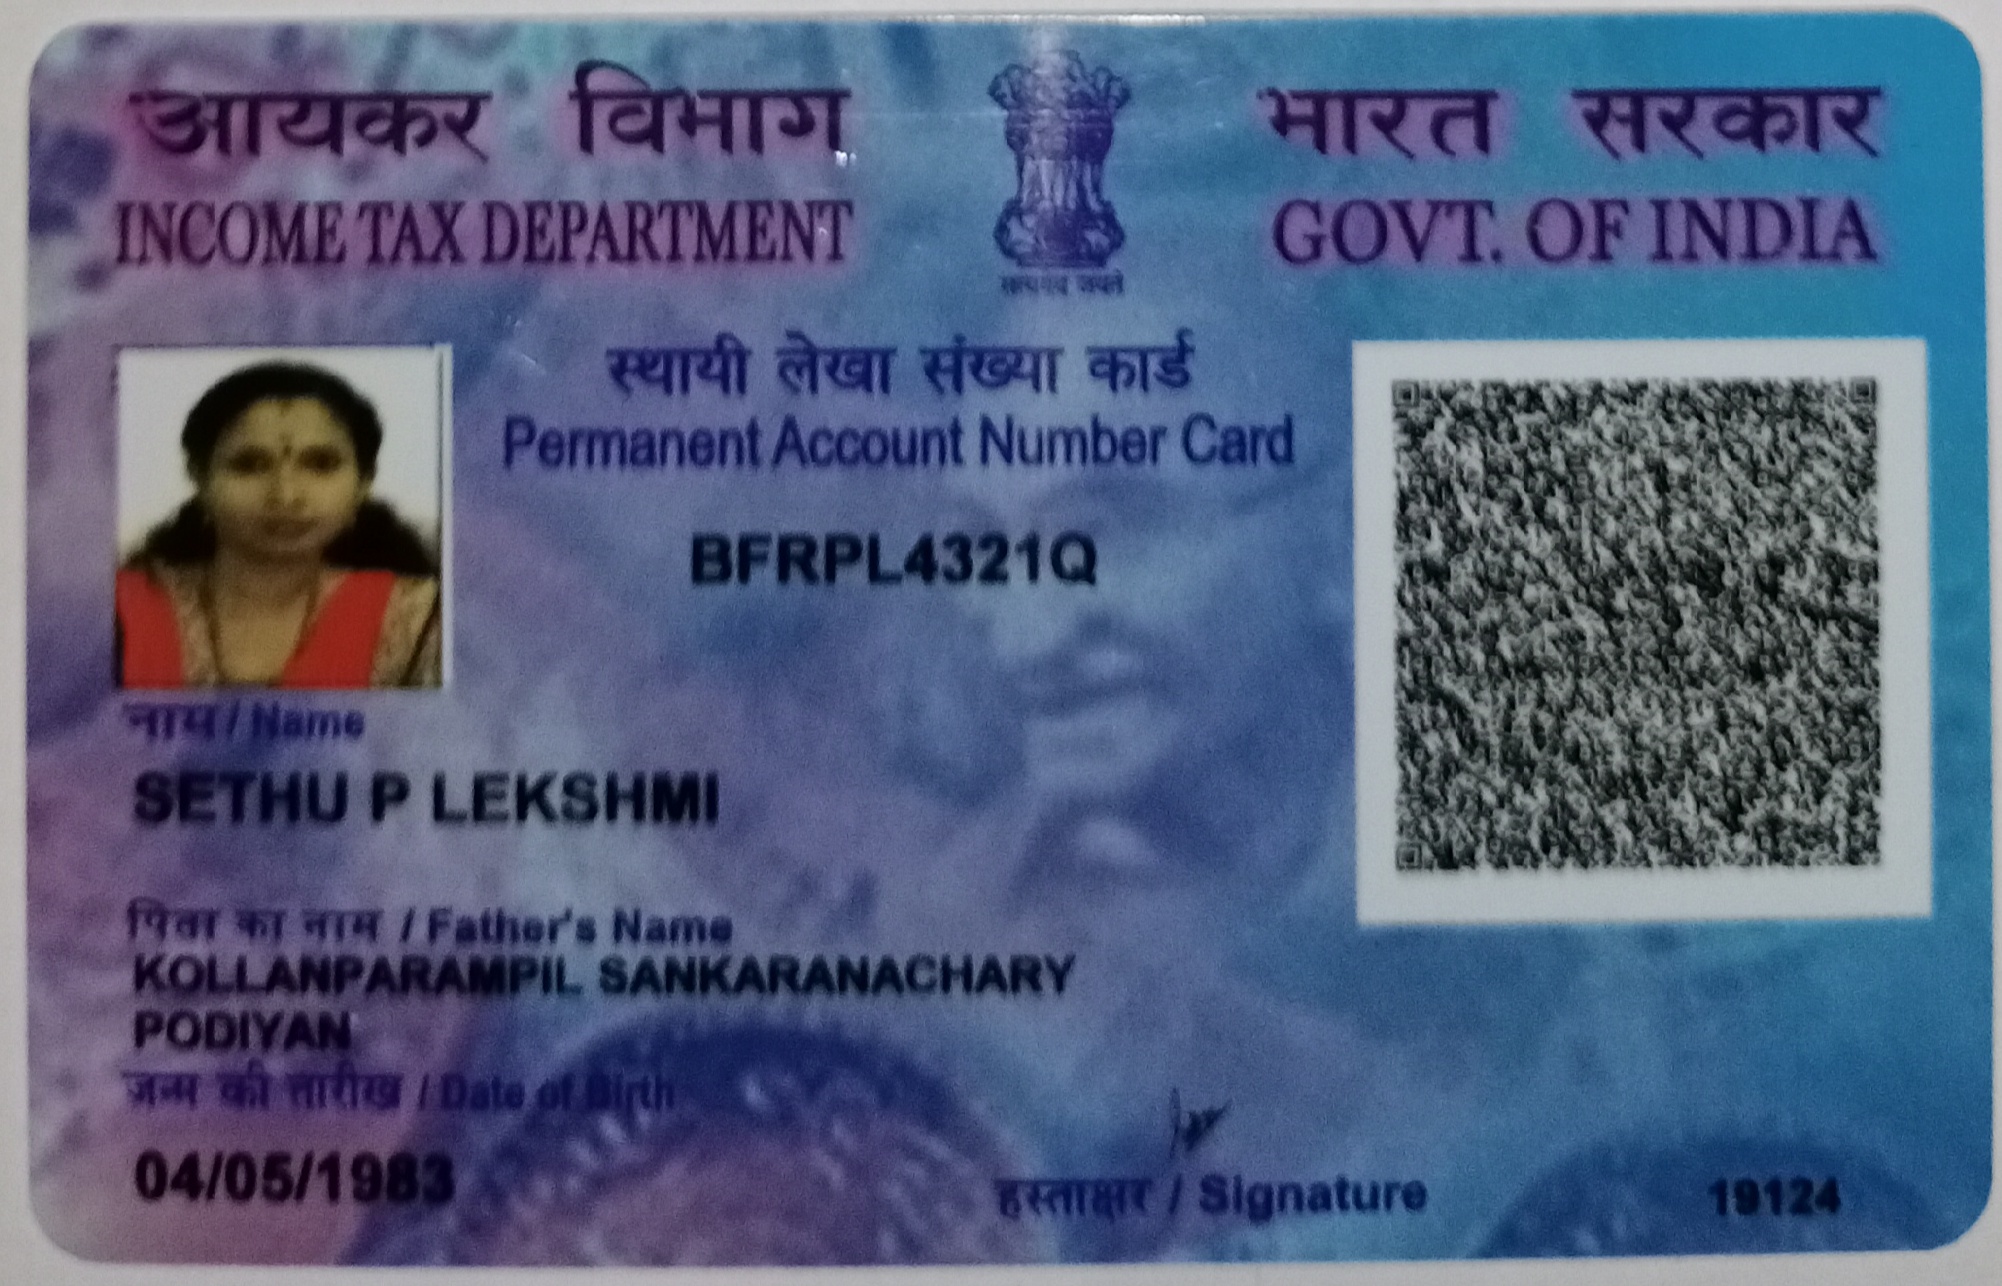 आयकर विभाग
INCOME TAX DEPARTMENT
सत्यमेव जयते
भारत सरकार
GOVT. OF INDIA
स्थायी लेखा संख्या कार्ड
Permanent Account Number Card
BFRPL4321Q
नाम / Name
SETHU P LEKSHMI
पिता का नाम / Father's Name
KOLLANPARAMPIL SANKARANACHARY
PODIYAN
जन्म की तारीख / Date of Birth
04/05/1983
हस्ताक्षर / Signature
19124